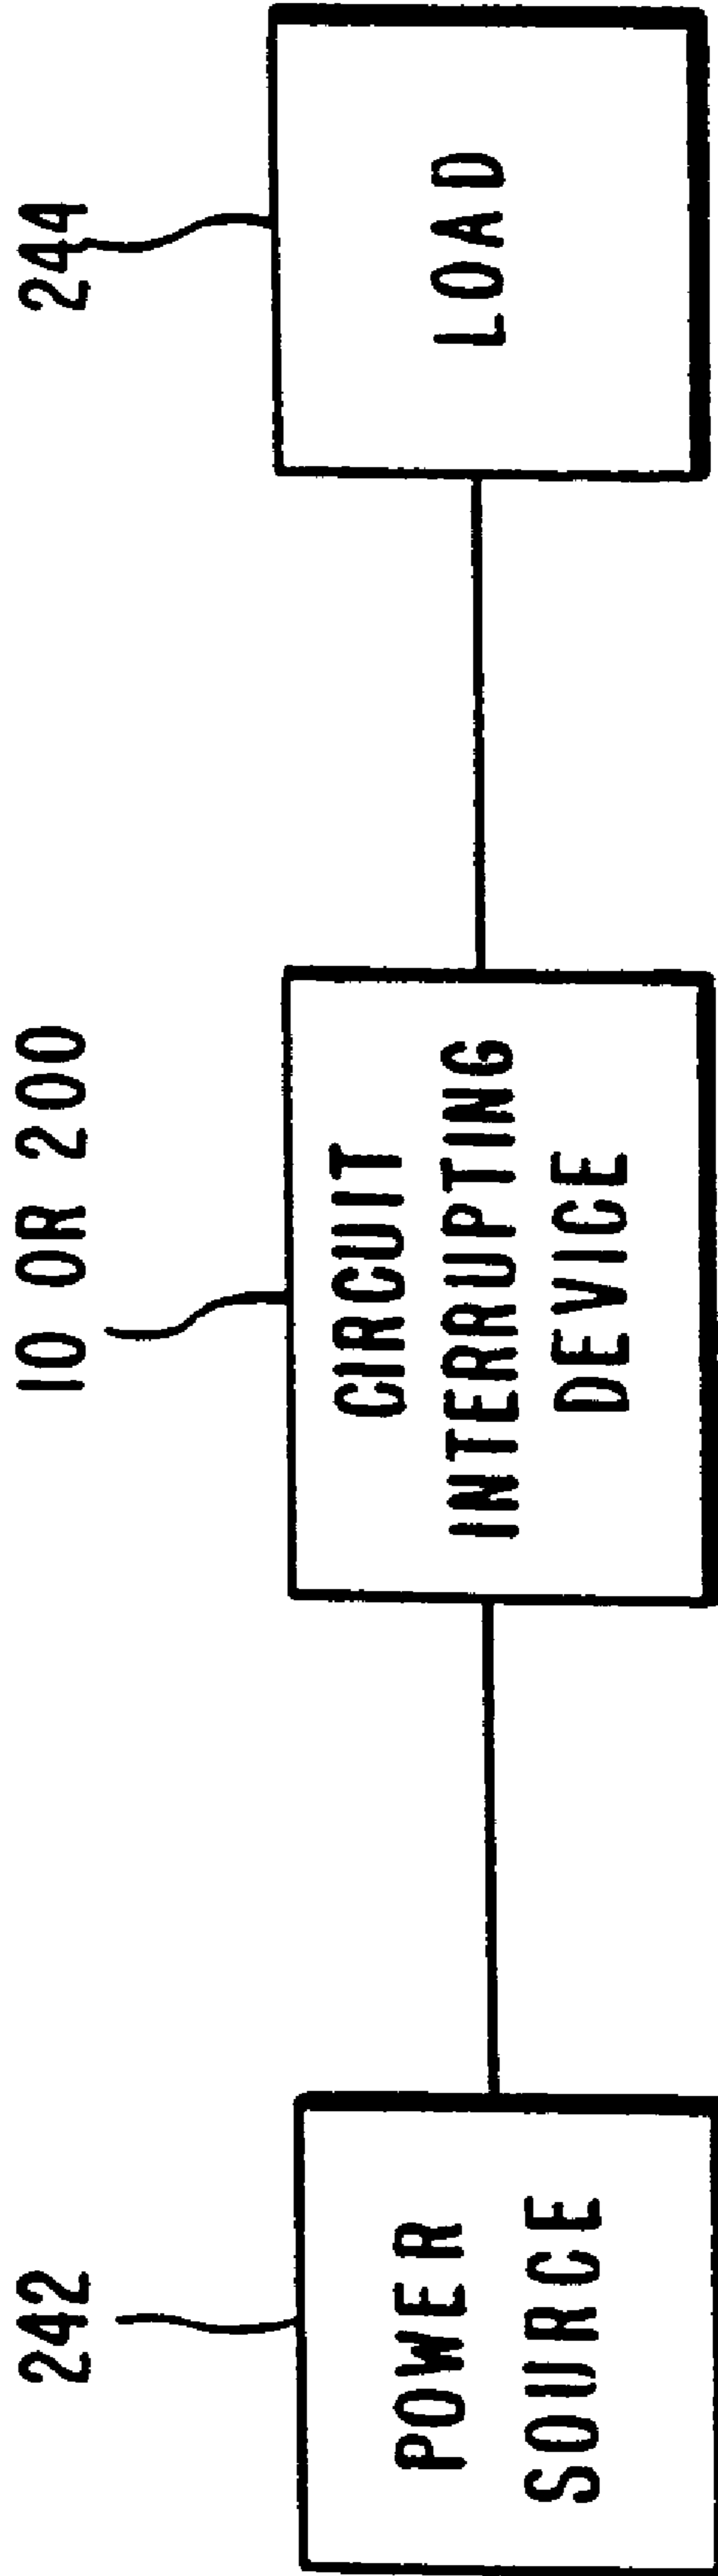 242
10 OR 200
244
POWER
SOURCE
CIRCUIT
INTERRUPTING
DEVICE
LOAD